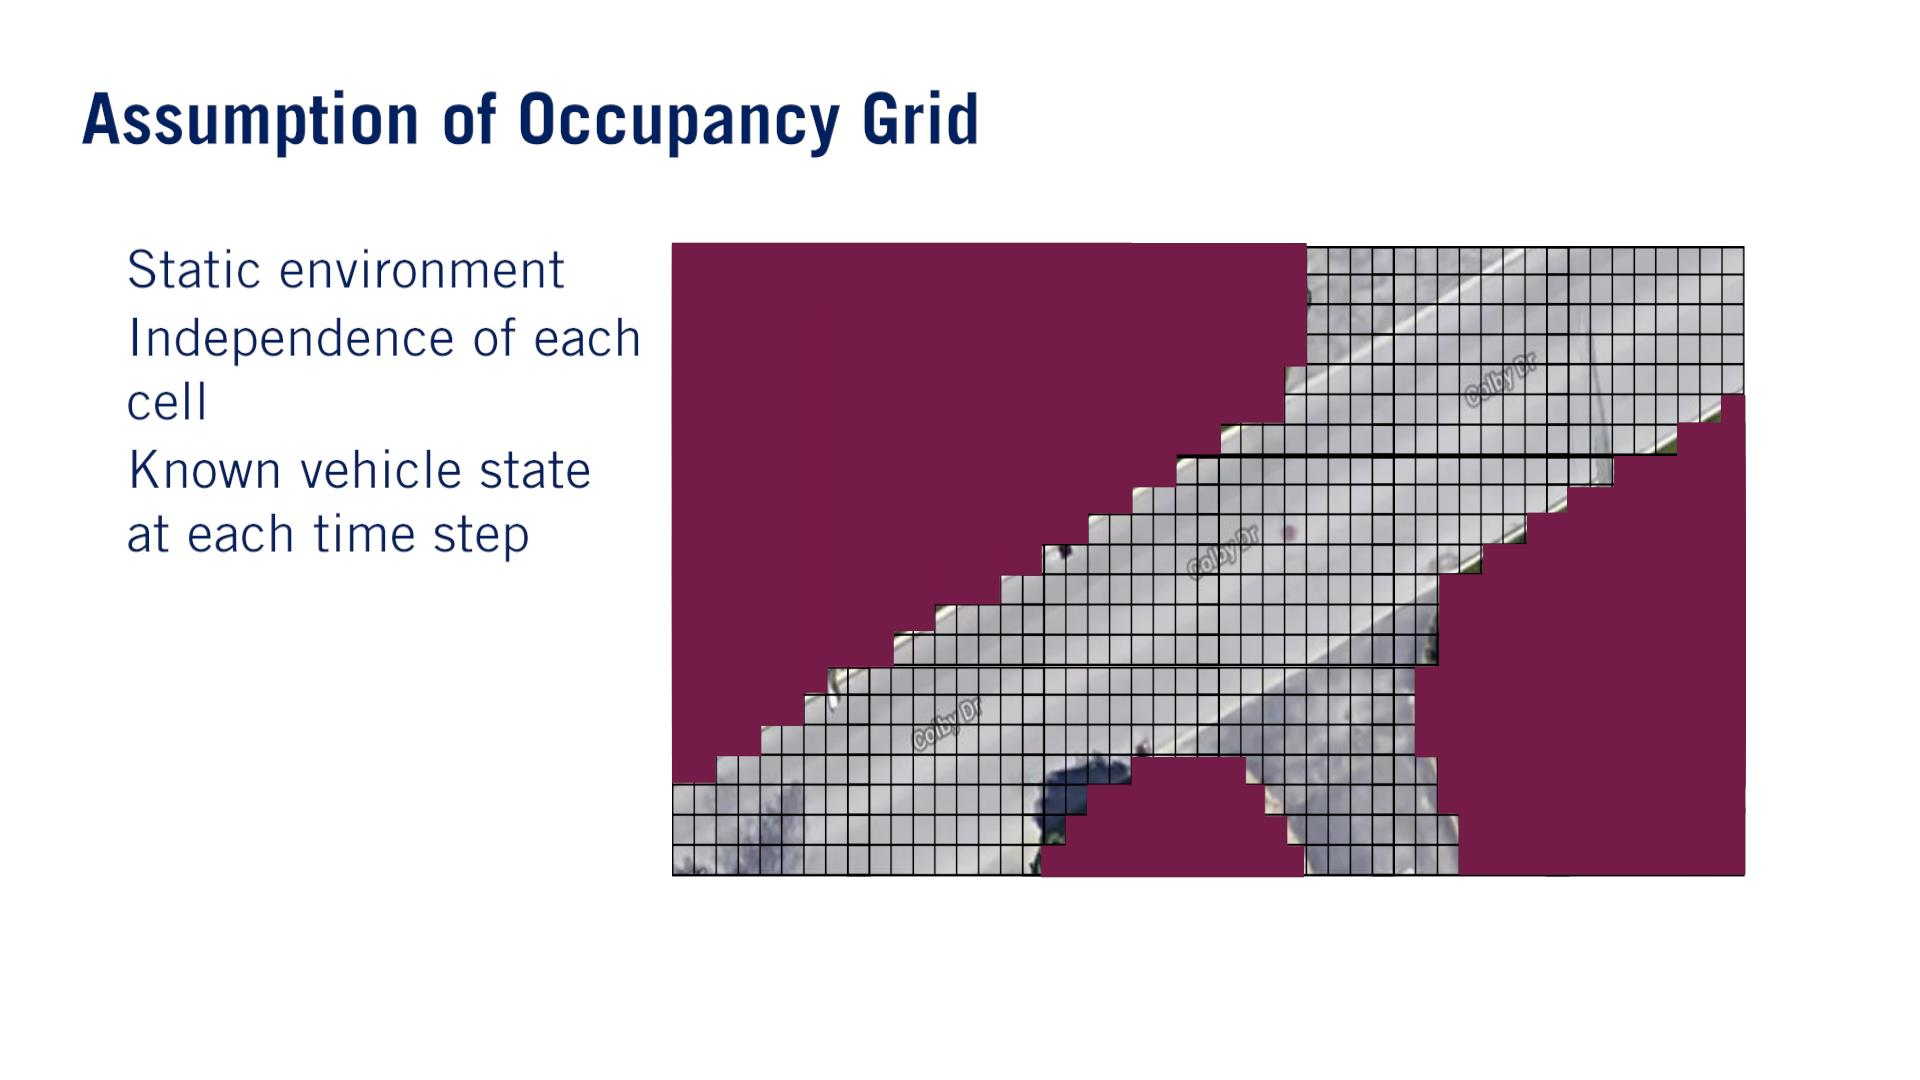 Assumption of Occupancy Grid
Static environment
Independence of each
cell
Known vehicle state
at each time step
Colby Dr
Colby Dr
Colby Dr